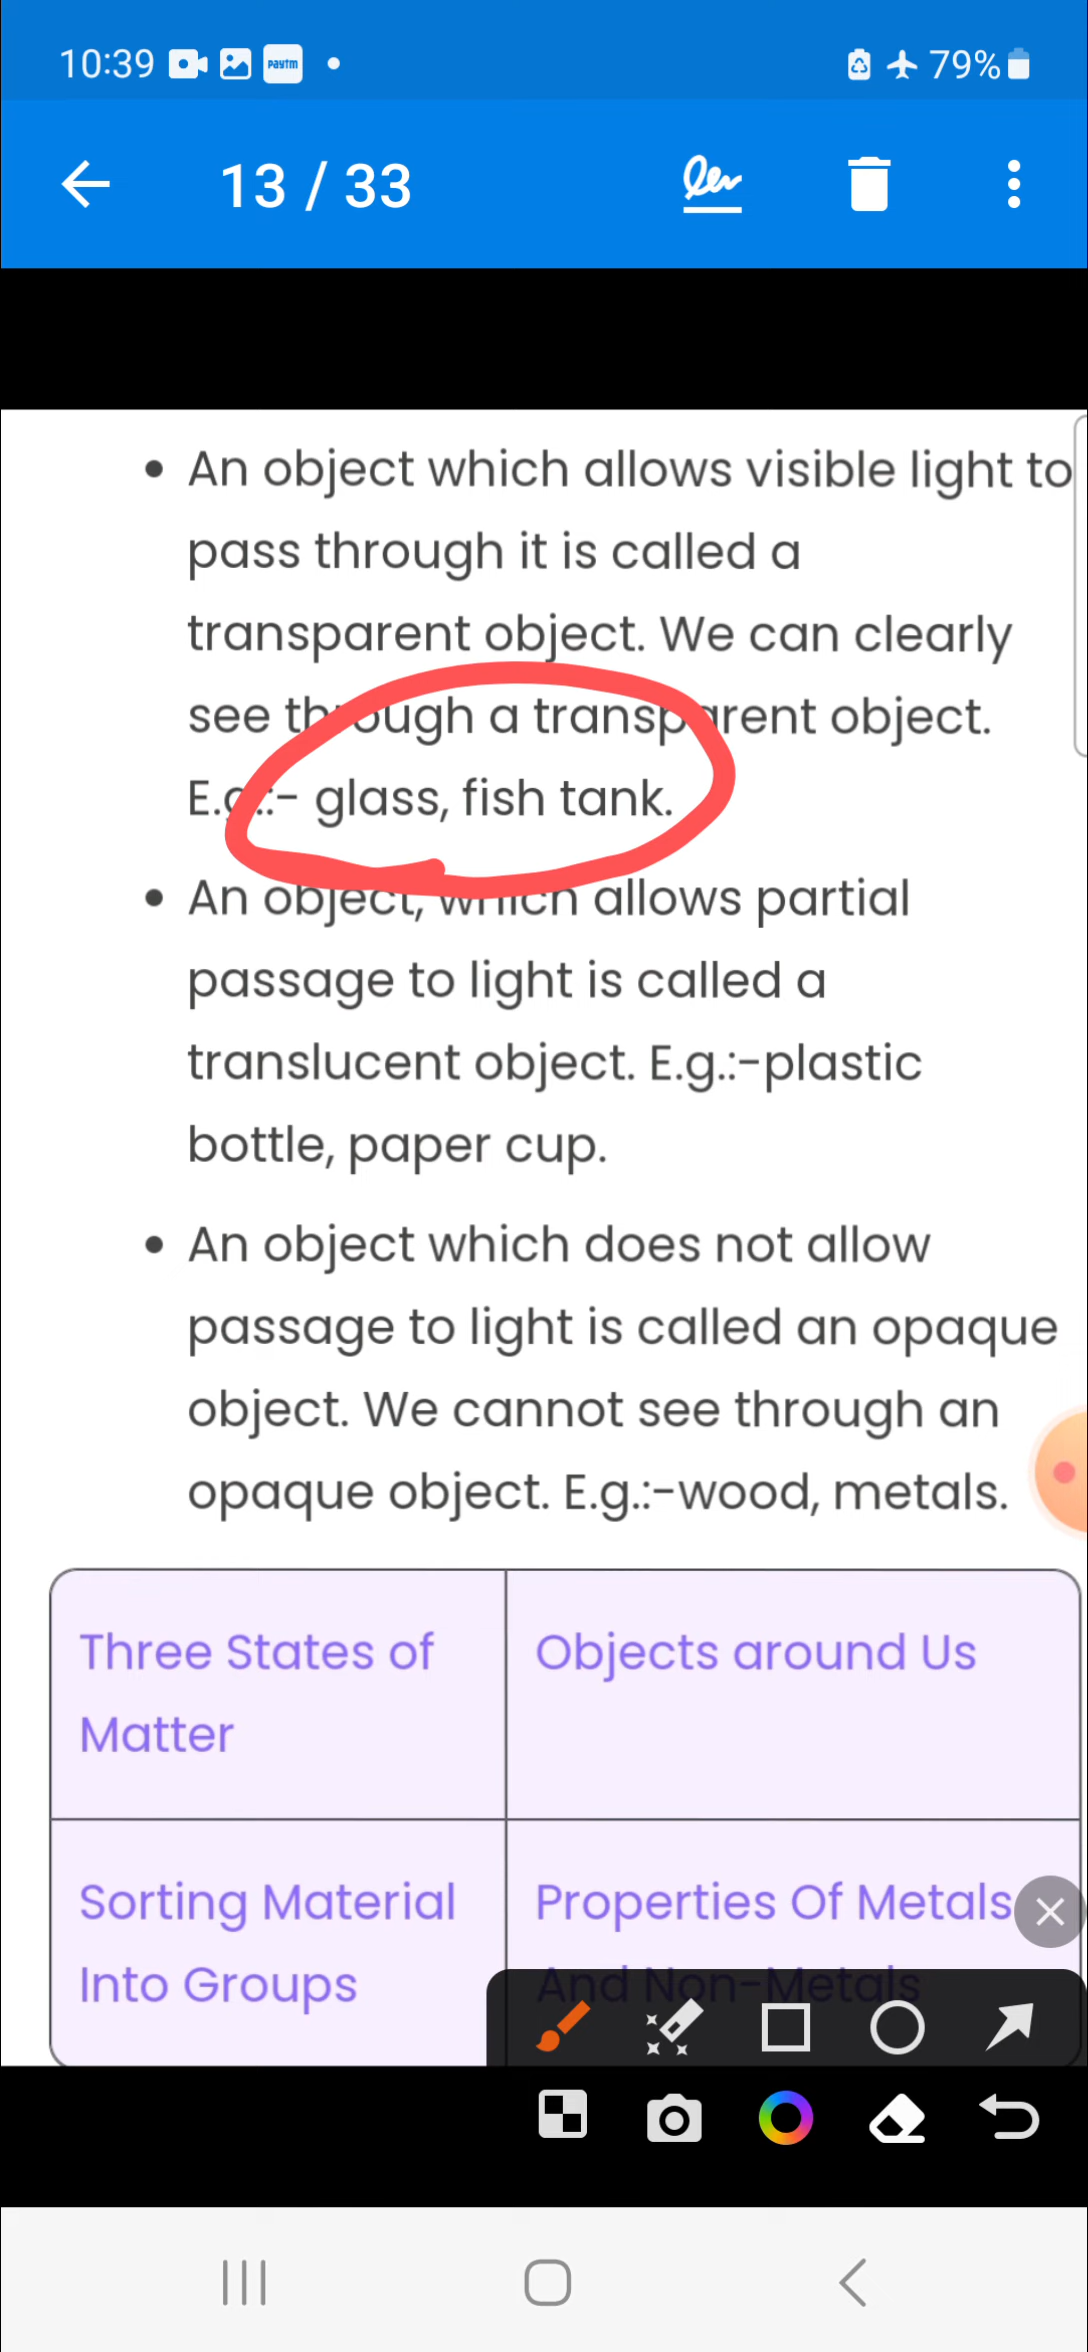 10:39 Paytm 79%
13 / 33
• An object which allows visible light to
pass through it is called a
transparent object. We can clearly
see through a transparent object.
E.g.:- glass, fish tank.
• An object, which allows partial
passage to light is called a
translucent object. E.g.:-plastic
bottle, paper cup.
• An object which does not allow
passage to light is called an opaque
object. We cannot see through an
opaque object. E.g.:-wood, metals.
Three States of
Matter
Objects around Us
Sorting Material
Into Groups
Properties Of Metals
And Non-Metals